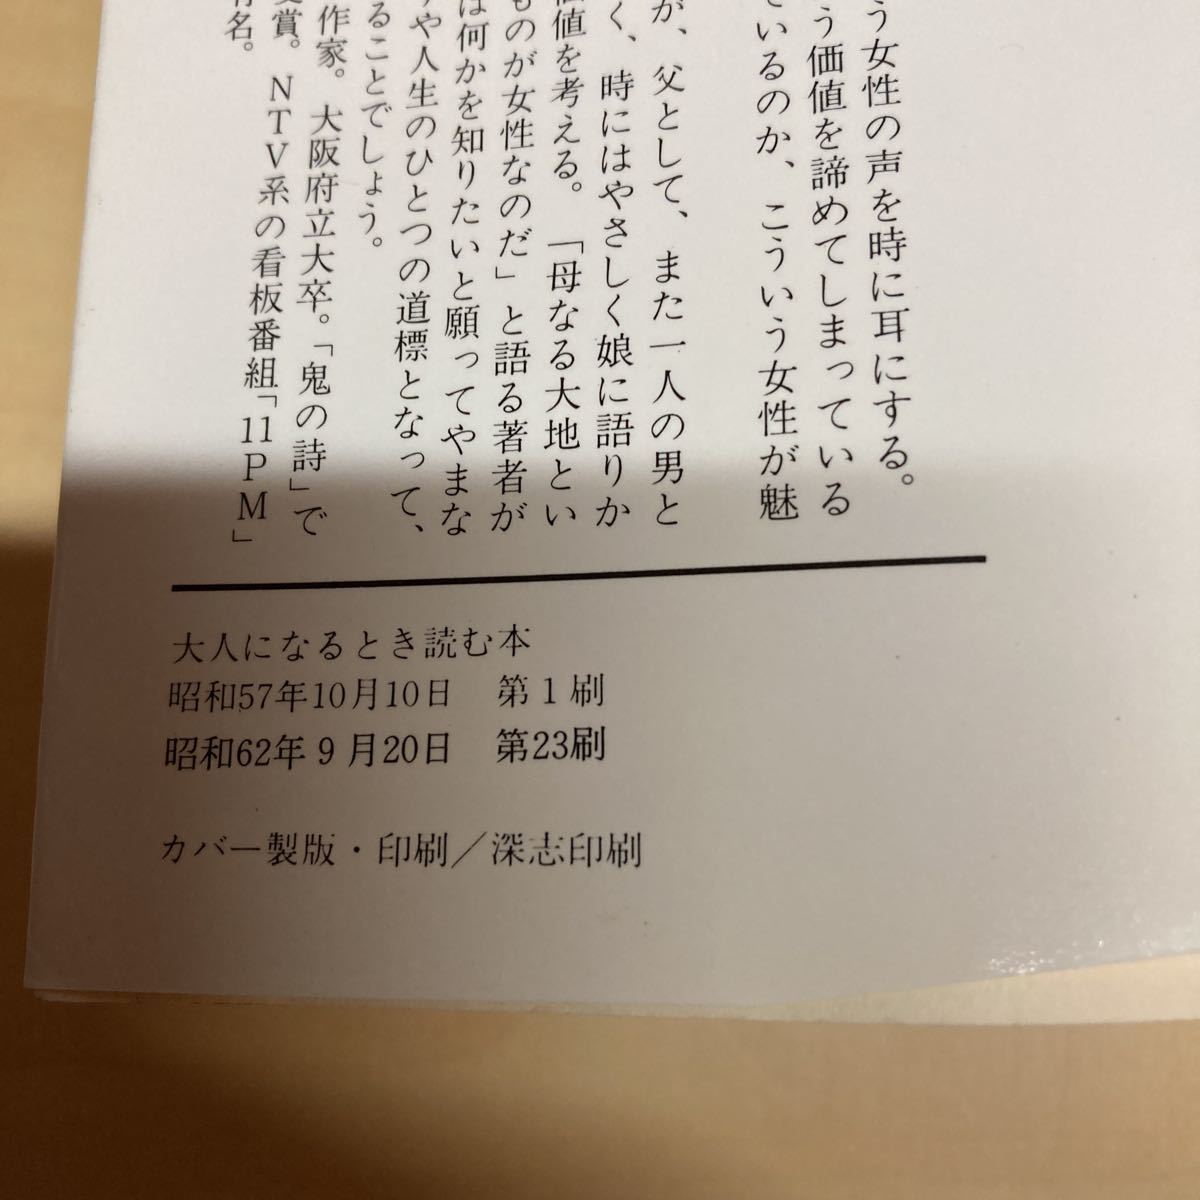 う女性の声を時に耳にする。
う価値を諦めてしまっている
ているのか、こういう女性が魅
が、父として、また一人の男と
く、時にはやさしく娘に語りか
価値を考える。「母なる大地とい
ものが女性なのだ」と語る著者が
は何かを知りたいと願ってやまな
や人生のひとつの道標となって、
ることでしょう。
作家。大阪府立大卒。「鬼の詩」で
賞。NTV系の看板番組「11PM」
有名。
大人になるとき読む本
昭和57年10月10日 第1刷
昭和62年9月20日 第23刷
カバー製版・印刷／深志印刷